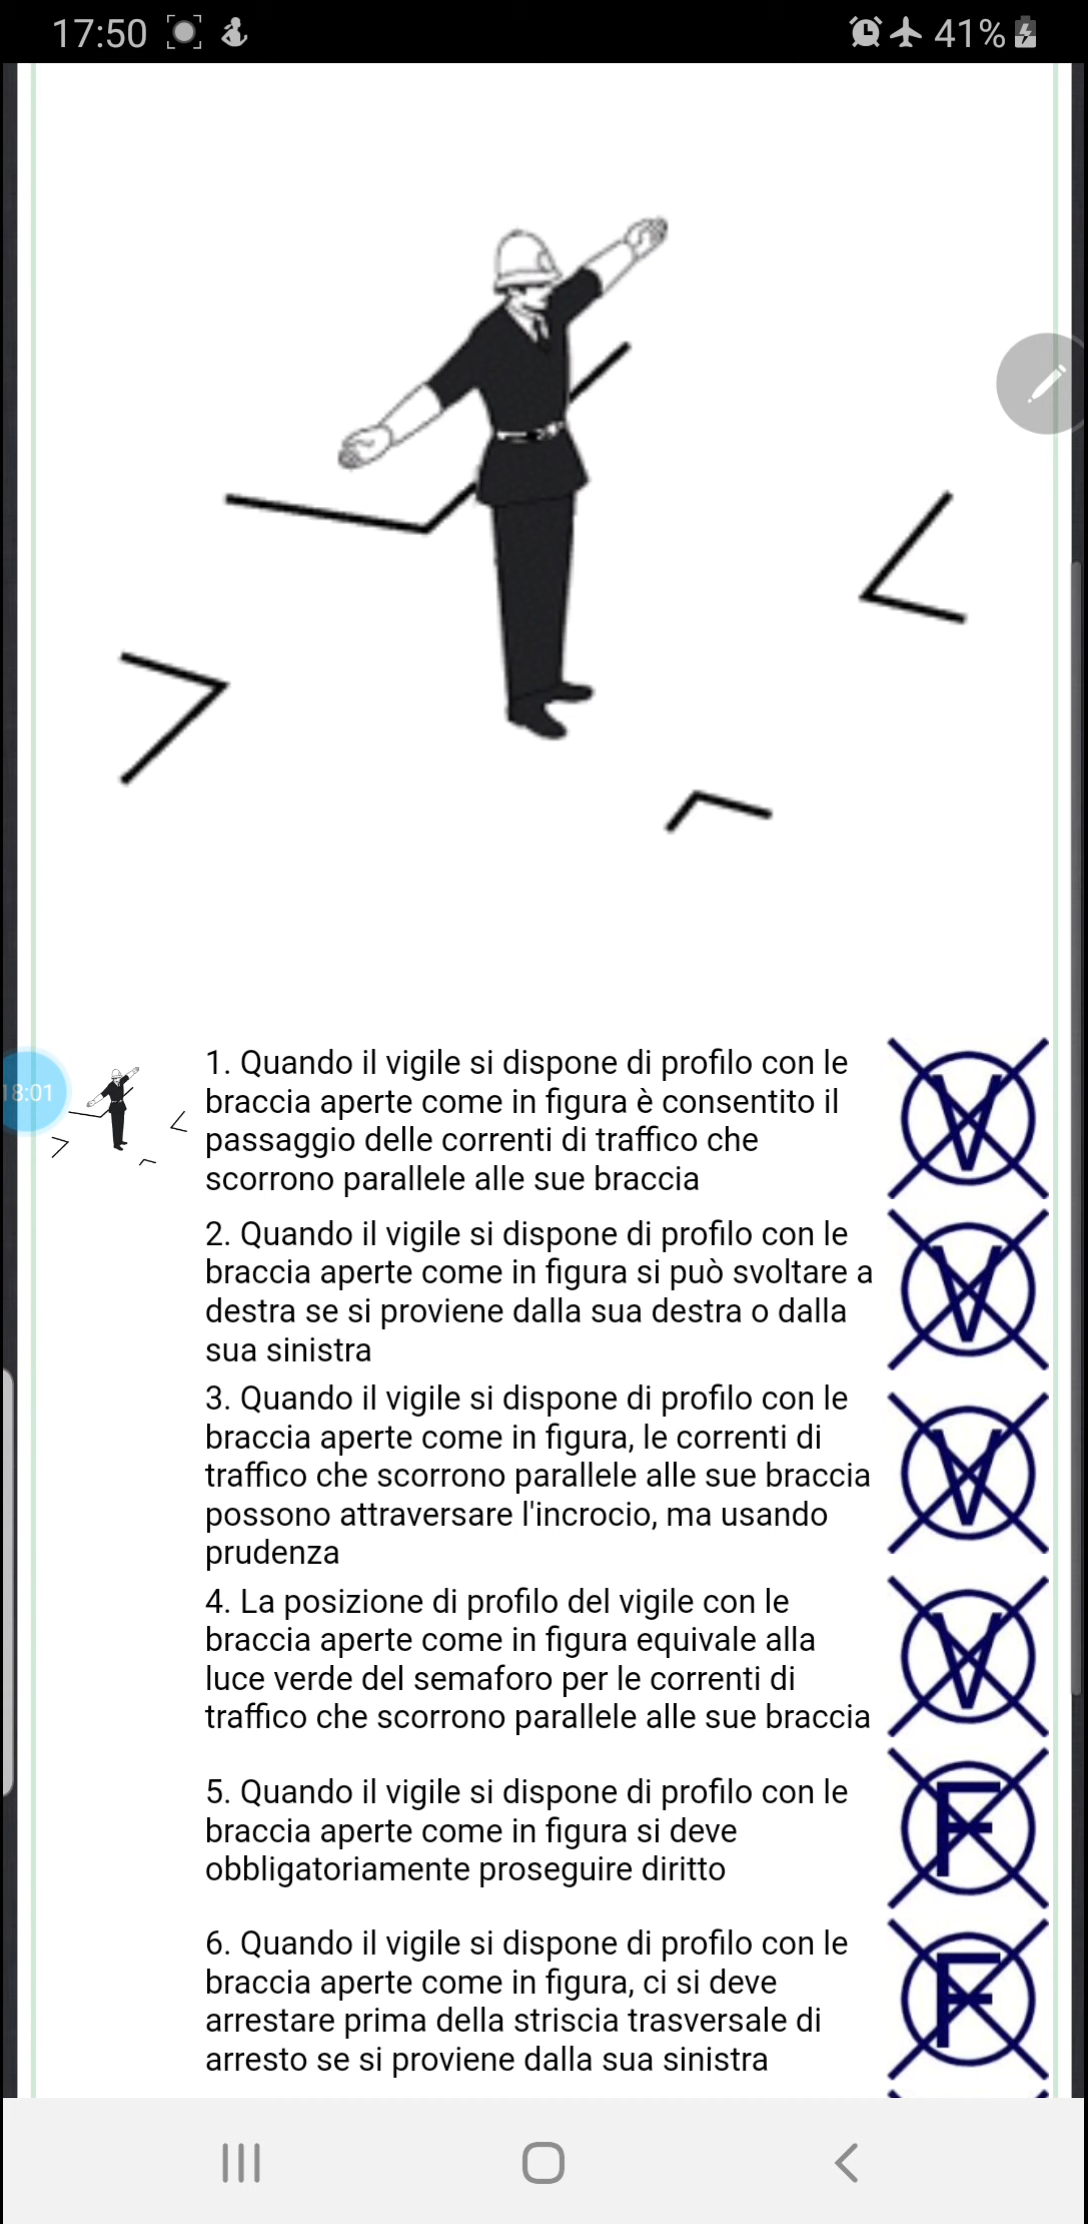 17:50
41%
18:01
1. Quando il vigile si dispone di profilo con le
braccia aperte come in figura è consentito il
passaggio delle correnti di traffico che
scorrono parallele alle sue braccia
V
2. Quando il vigile si dispone di profilo con le
braccia aperte come in figura si può svoltare a
destra se si proviene dalla sua destra o dalla
sua sinistra
V
3. Quando il vigile si dispone di profilo con le
braccia aperte come in figura, le correnti di
traffico che scorrono parallele alle sue braccia
possono attraversare l'incrocio, ma usando
prudenza
V
4. La posizione di profilo del vigile con le
braccia aperte come in figura equivale alla
luce verde del semaforo per le correnti di
traffico che scorrono parallele alle sue braccia
V
5. Quando il vigile si dispone di profilo con le
braccia aperte come in figura si deve
obbligatoriamente proseguire diritto
F
6. Quando il vigile si dispone di profilo con le
braccia aperte come in figura, ci si deve
arrestare prima della striscia trasversale di
arresto se si proviene dalla sua sinistra
F